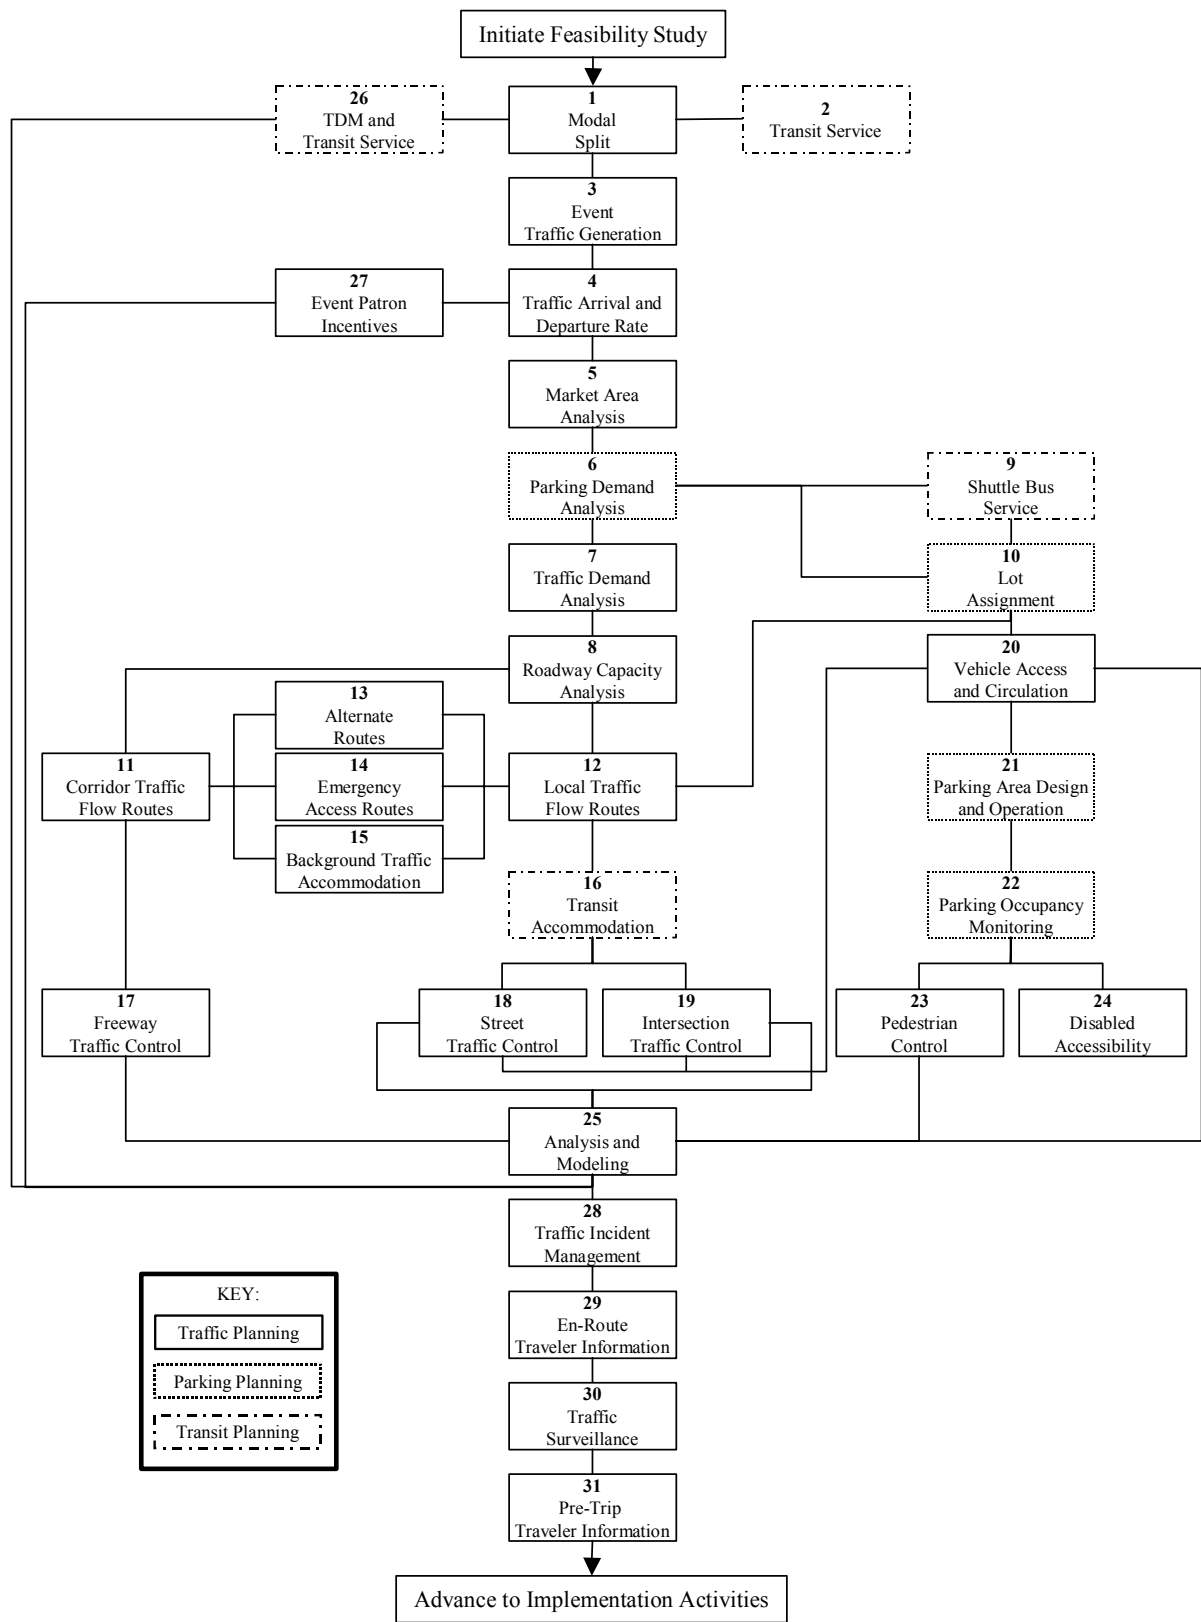 Initiate Feasibility Study
26
TDM and
Transit Service
1
Modal
Split
2
Transit Service
3
Event
Traffic Generation
27
Event Patron
Incentives
4
Traffic Arrival and
Departure Rate
5
Market Area
Analysis
6
Parking Demand
Analysis
9
Shuttle Bus
Service
7
Traffic Demand
Analysis
10
Lot
Assignment
8
Roadway Capacity
Analysis
20
Vehicle Access
and Circulation
13
Alternate
Routes
11
Corridor Traffic
Flow Routes
14
Emergency
Access Routes
12
Local Traffic
Flow Routes
21
Parking Area Design
and Operation
15
Background Traffic
Accommodation
16
Transit
Accommodation
22
Parking Occupancy
Monitoring
17
Freeway
Traffic Control
18
Street
Traffic Control
19
Intersection
Traffic Control
23
Pedestrian
Control
24
Disabled
Accessibility
25
Analysis and
Modeling
28
Traffic Incident
Management
KEY:
Traffic Planning
Parking Planning
Transit Planning
29
En-Route
Traveler Information
30
Traffic
Surveillance
31
Pre-Trip
Traveler Information
Advance to Implementation Activities